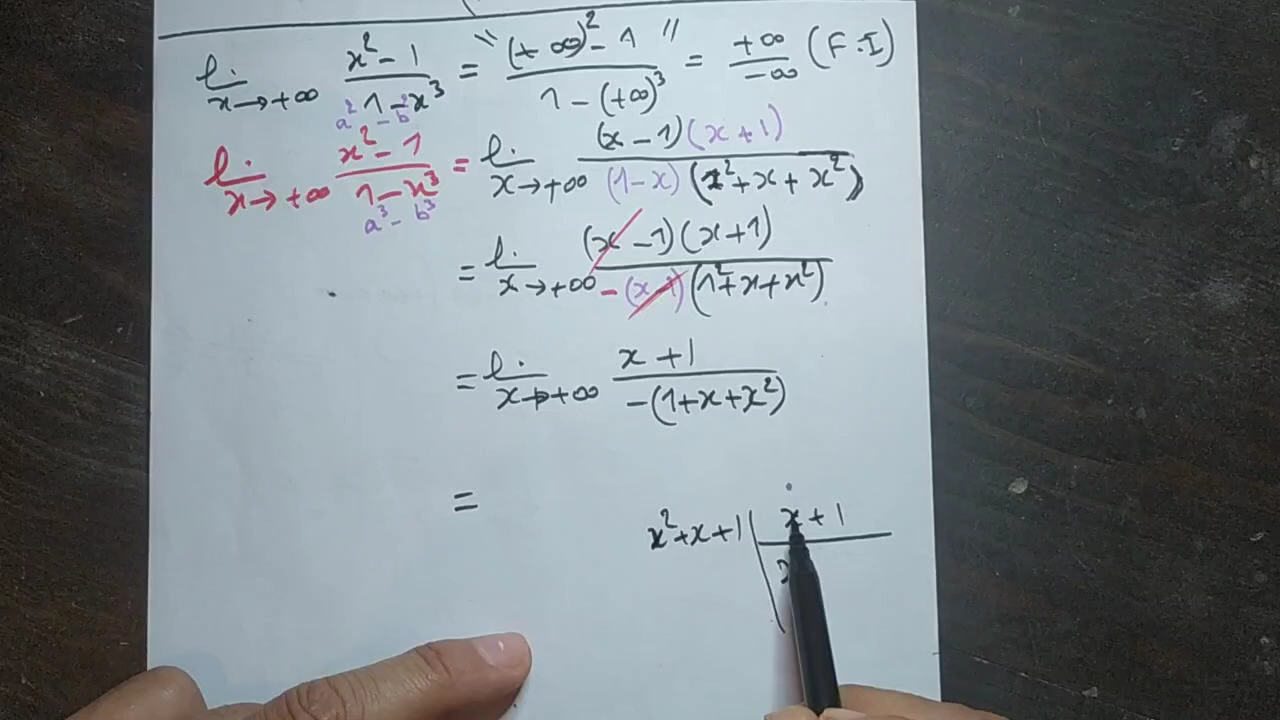 lim x→+∞ (x² - 1)/(1 - x³) = "((+∞)² - 1)/(1 - (+∞)³)" = +∞/-∞ (F.I)
a² - b²
lim x→+∞ (x² - 1)/(1 - x³) = lim x→+∞ (x - 1)(x + 1)/(1 - x)(1² + x + x²)
a³ - b³
= lim x→+∞ (x - 1)(x + 1)/-(x - 1)(1² + x + x²)
= lim x→+∞ (x + 1)/-(1 + x + x²)
=
x² + x + 1 | x + 1
x